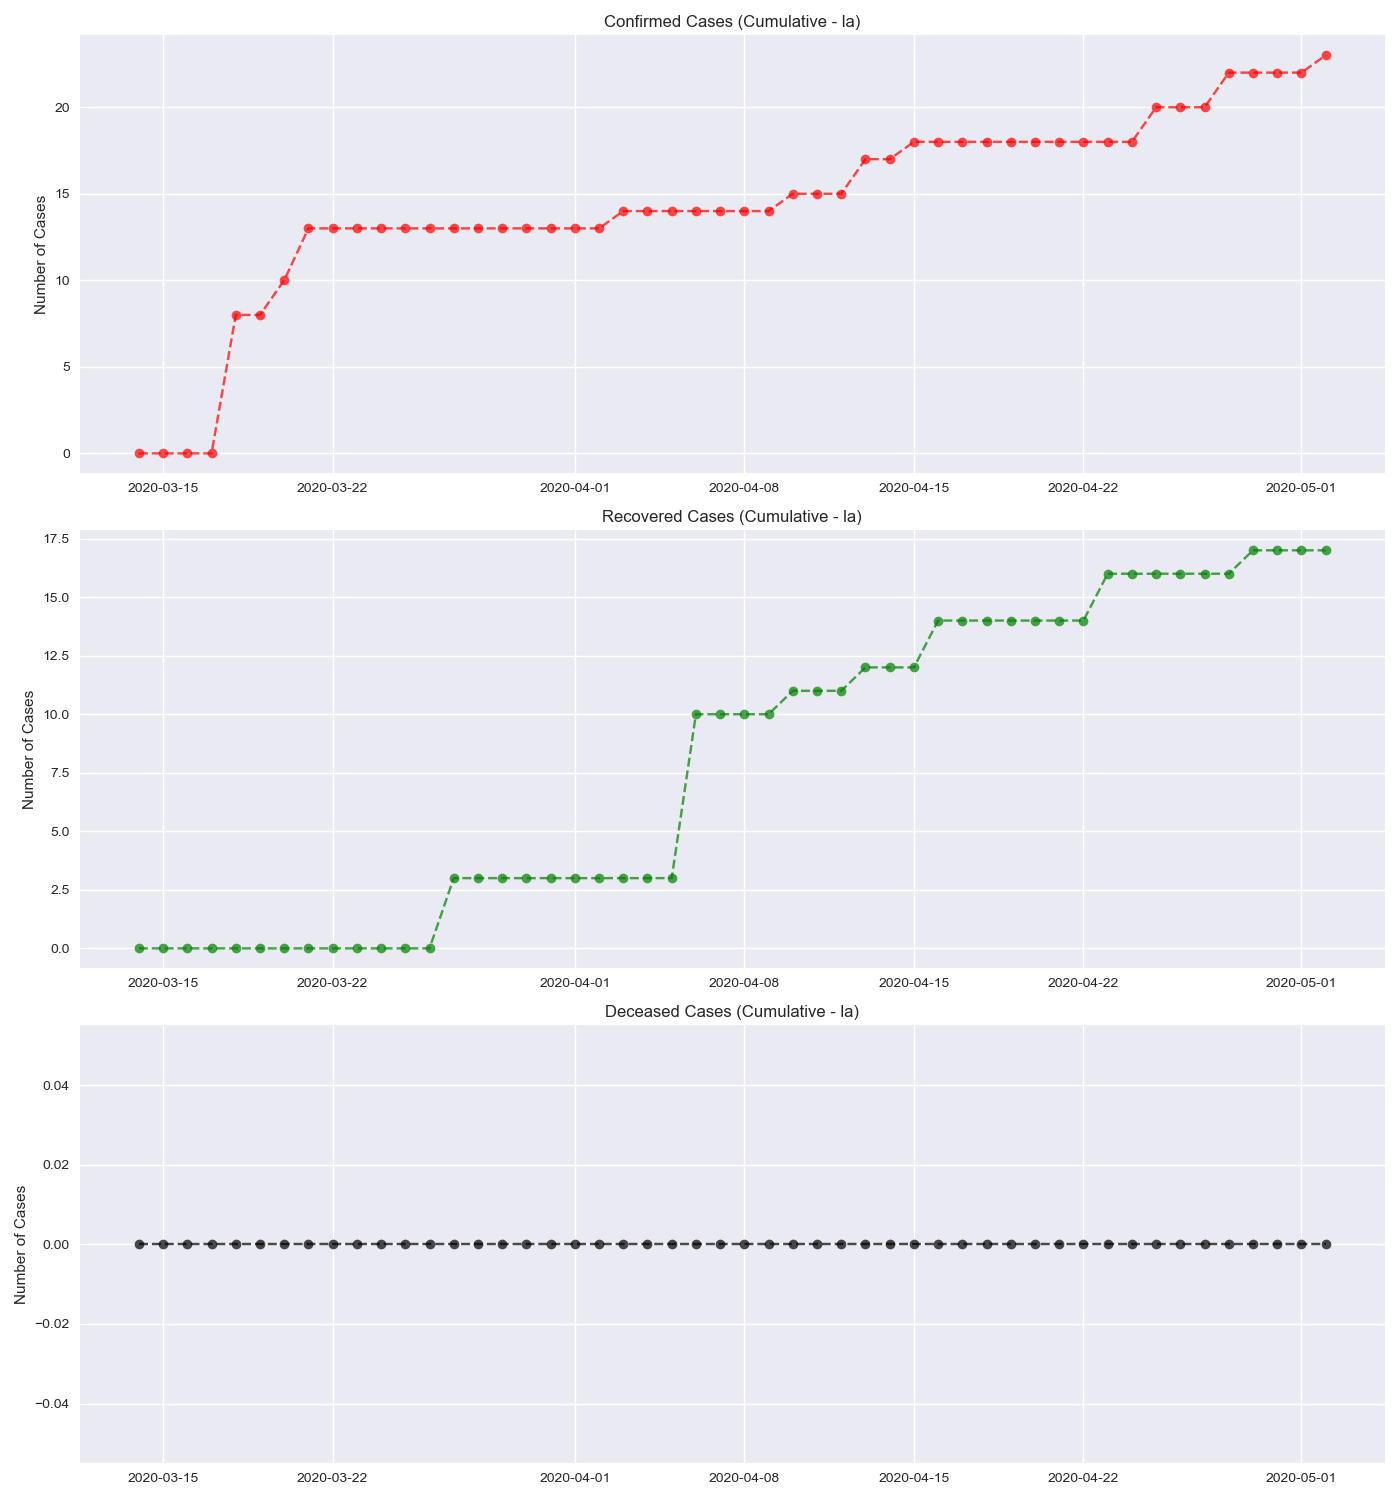 Confirmed Cases (Cumulative - la)
Number of Cases
20
15
10
5
0
2020-03-15 2020-03-22 2020-04-01 2020-04-08 2020-04-15 2020-04-22 2020-05-01
Recovered Cases (Cumulative - la)
Number of Cases
17.5
15.0
12.5
10.0
7.5
5.0
2.5
0.0
2020-03-15 2020-03-22 2020-04-01 2020-04-08 2020-04-15 2020-04-22 2020-05-01
Deceased Cases (Cumulative - la)
Number of Cases
0.04
0.02
0.00
−0.02
−0.04
2020-03-15 2020-03-22 2020-04-01 2020-04-08 2020-04-15 2020-04-22 2020-05-01